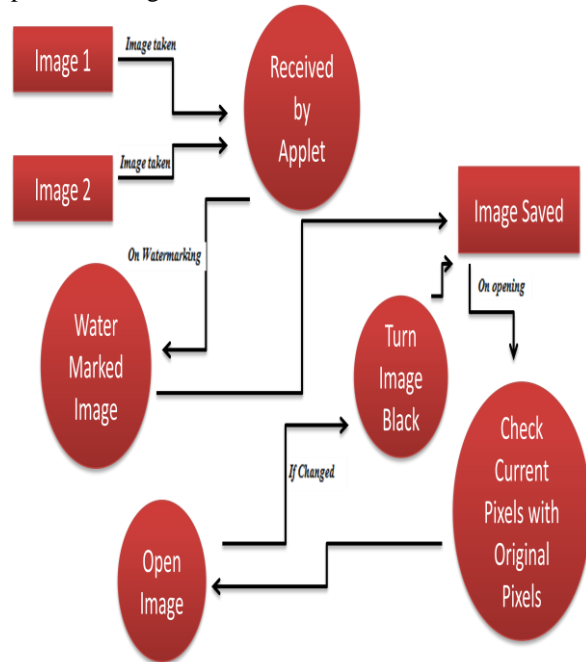 Image 1
Image taken
Received
by
Applet
Image 2
Image taken
Image Saved
On Watermarking
On opening
Water
Marked
Image
Turn
Image
Black
Check
Current
Pixels with
Original
Pixels
If Changed
Open
Image